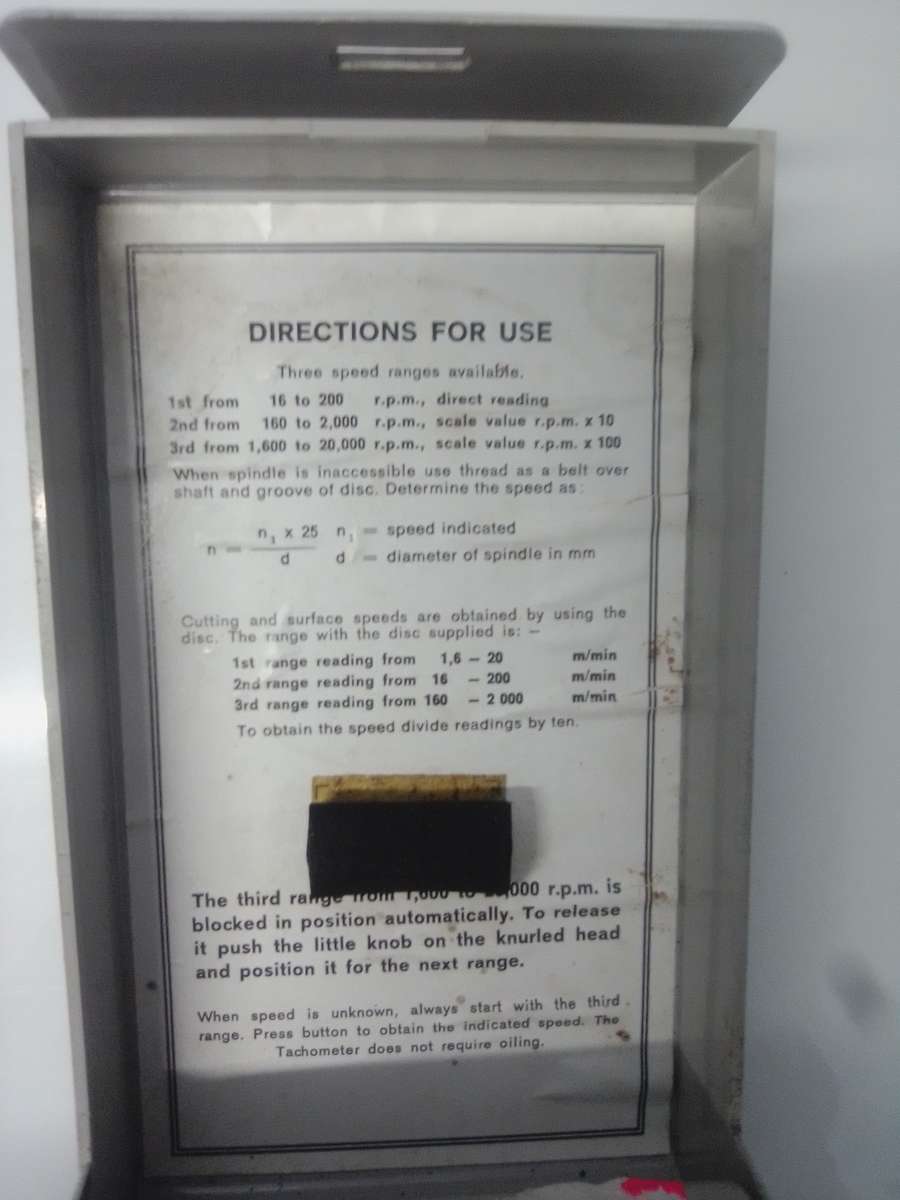 DIRECTIONS FOR USE
Three speed ranges available.
1st from 16 to 200 r.p.m., direct reading
2nd from 160 to 2,000 r.p.m., scale value r.p.m. x 10
3rd from 1,600 to 20,000 r.p.m., scale value r.p.m. x 100
When spindle is inaccessible use thread as a belt over
shaft and groove of disc. Determine the speed as:
n = n₁ x 25 / d
n₁ = speed indicated
d = diameter of spindle in mm
Cutting and surface speeds are obtained by using the
disc. The range with the disc supplied is: —
1st range reading from 1,6 — 20 m/min
2nd range reading from 16 — 200 m/min
3rd range reading from 160 — 2 000 m/min
To obtain the speed divide readings by ten.
The third range from 1,600 to 20,000 r.p.m. is
blocked in position automatically. To release
it push the little knob on the knurled head
and position it for the next range.
When speed is unknown, always start with the third
range. Press button to obtain the indicated speed. The
Tachometer does not require oiling.